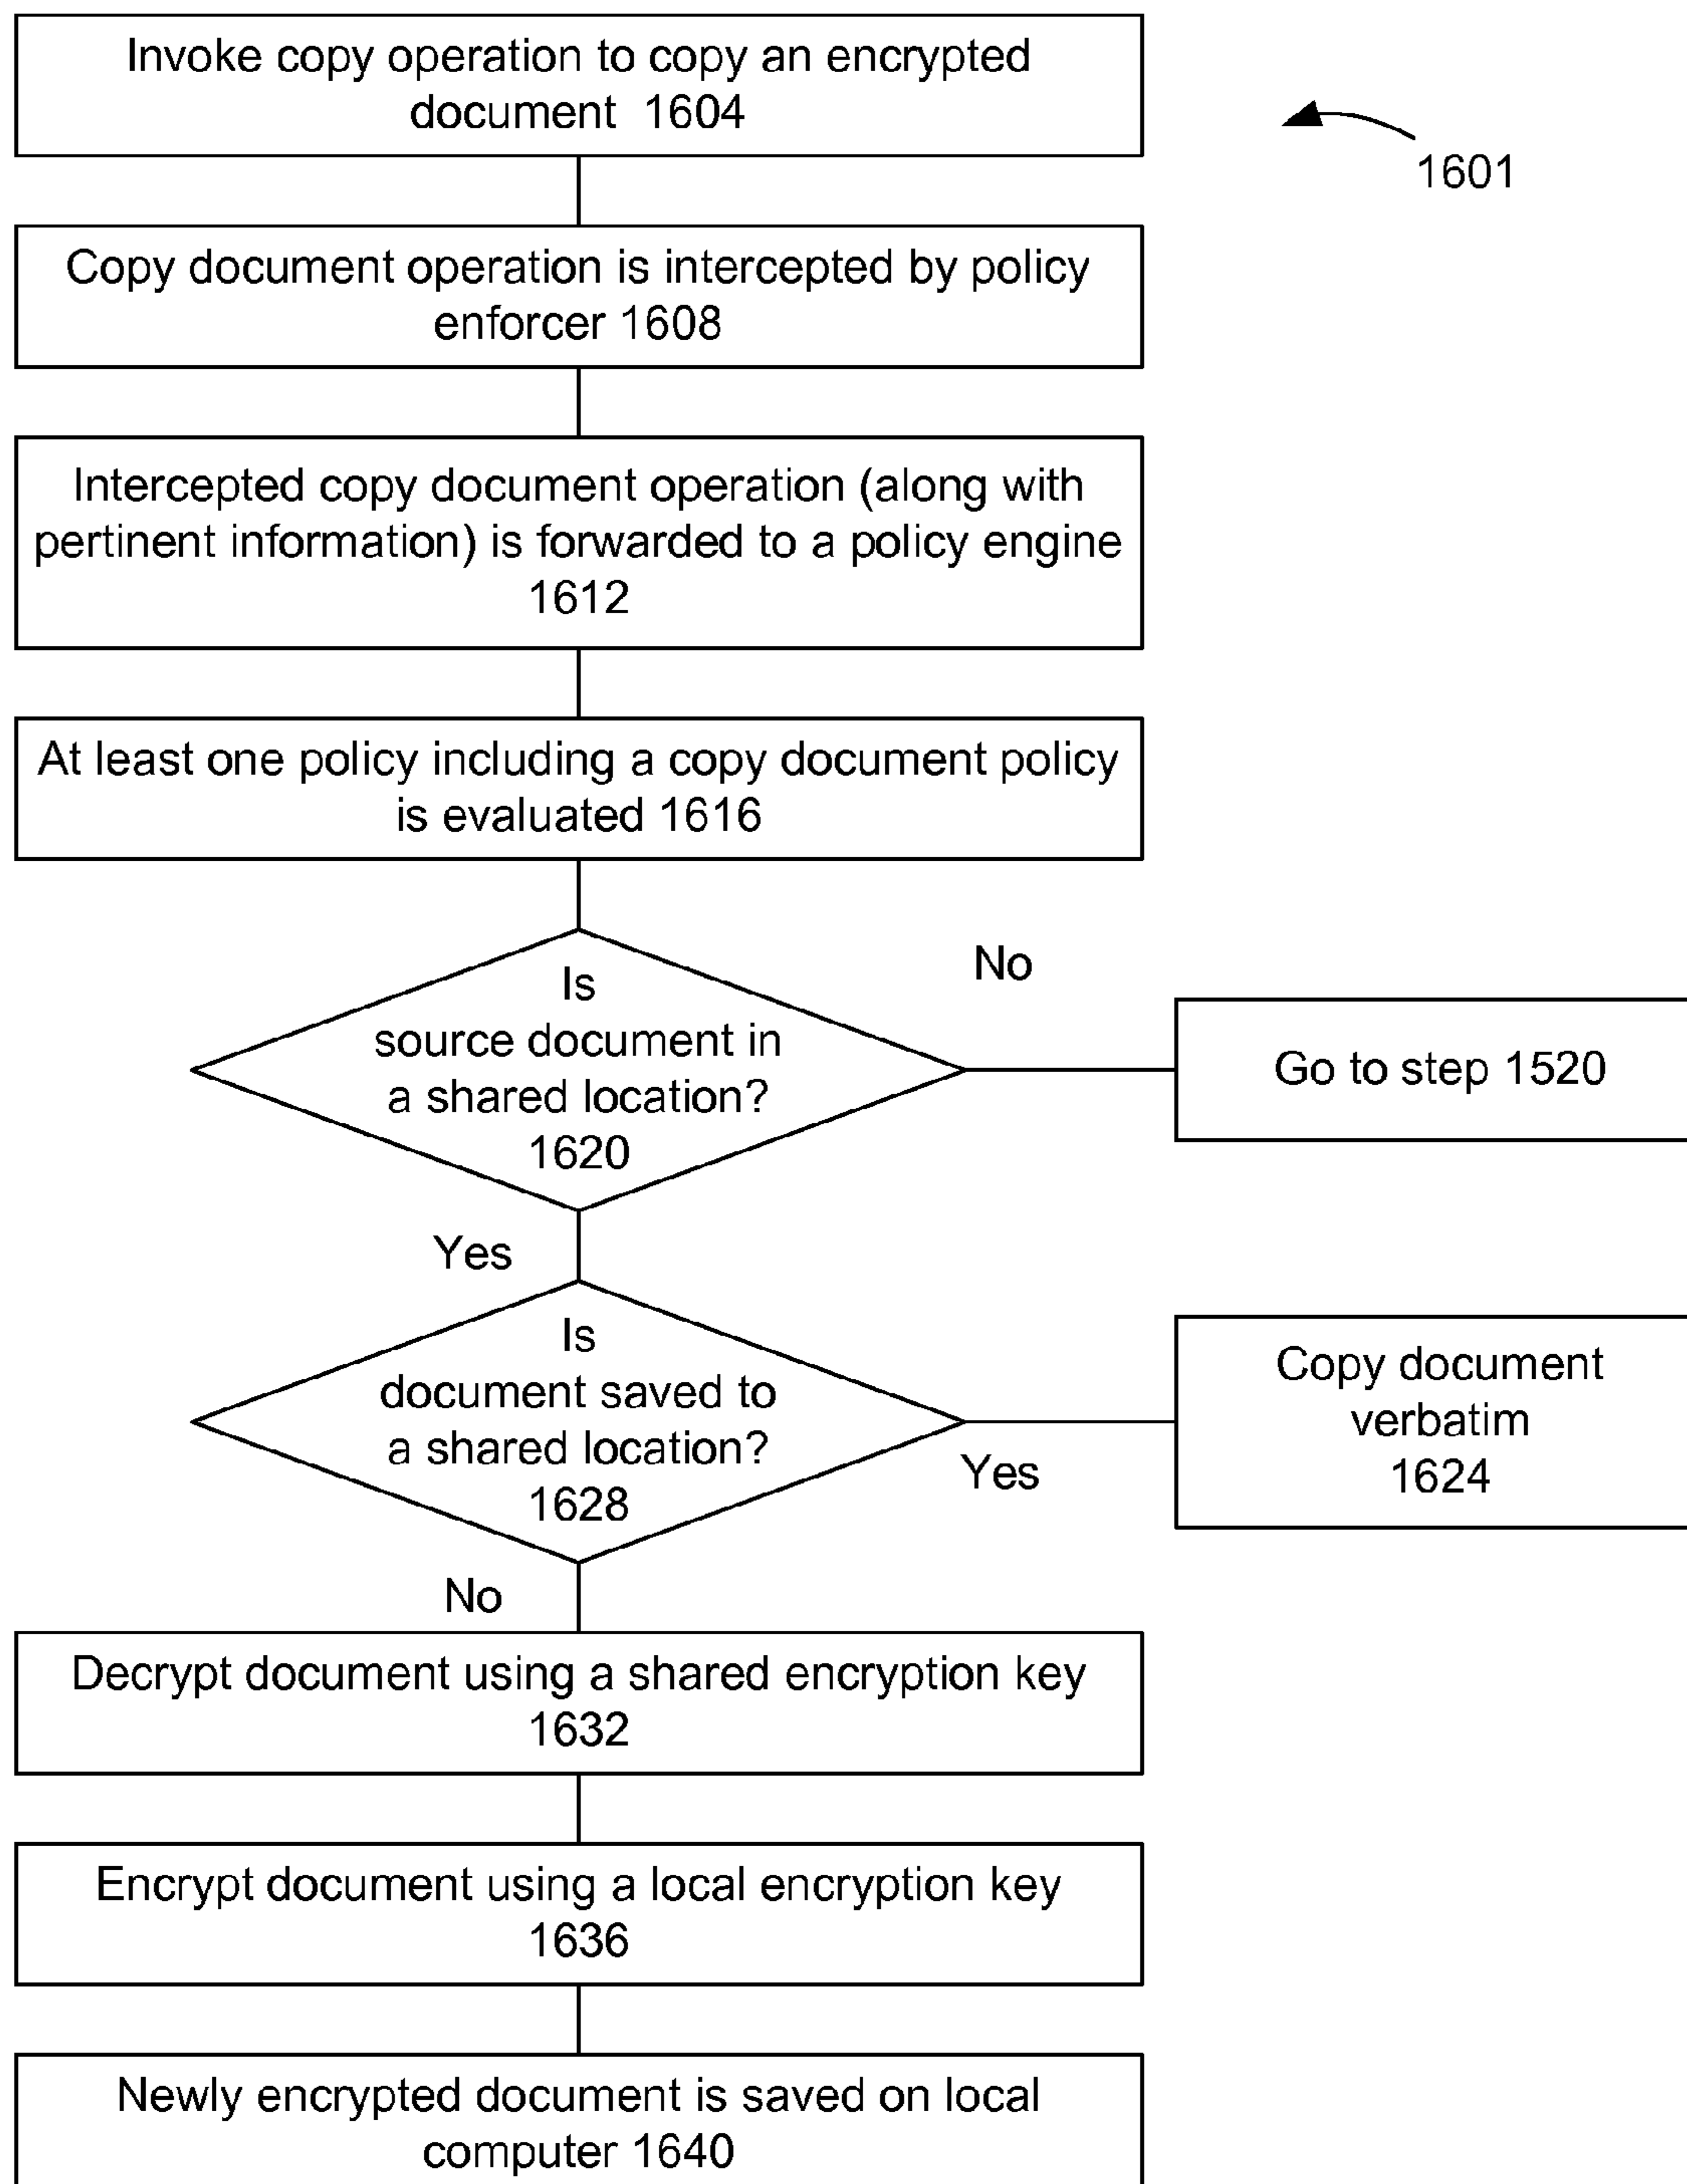 Invoke copy operation to copy an encrypted
document 1604
1601
Copy document operation is intercepted by policy
enforcer 1608
Intercepted copy document operation (along with
pertinent information) is forwarded to a policy engine
1612
At least one policy including a copy document policy
is evaluated 1616
Is
source document in
a shared location?
1620
No
Go to step 1520
Yes
Is
document saved to
a shared location?
1628
Yes
Copy document
verbatim
1624
No
Decrypt document using a shared encryption key
1632
Encrypt document using a local encryption key
1636
Newly encrypted document is saved on local
computer 1640